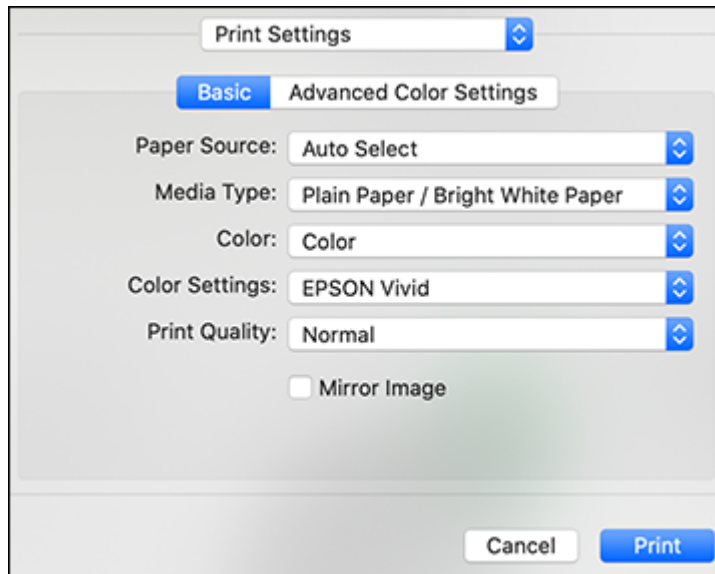 Print Settings
Basic Advanced Color Settings
Paper Source: Auto Select
Media Type: Plain Paper / Bright White Paper
Color: Color
Color Settings: EPSON Vivid
Print Quality: Normal
Mirror Image
Cancel Print